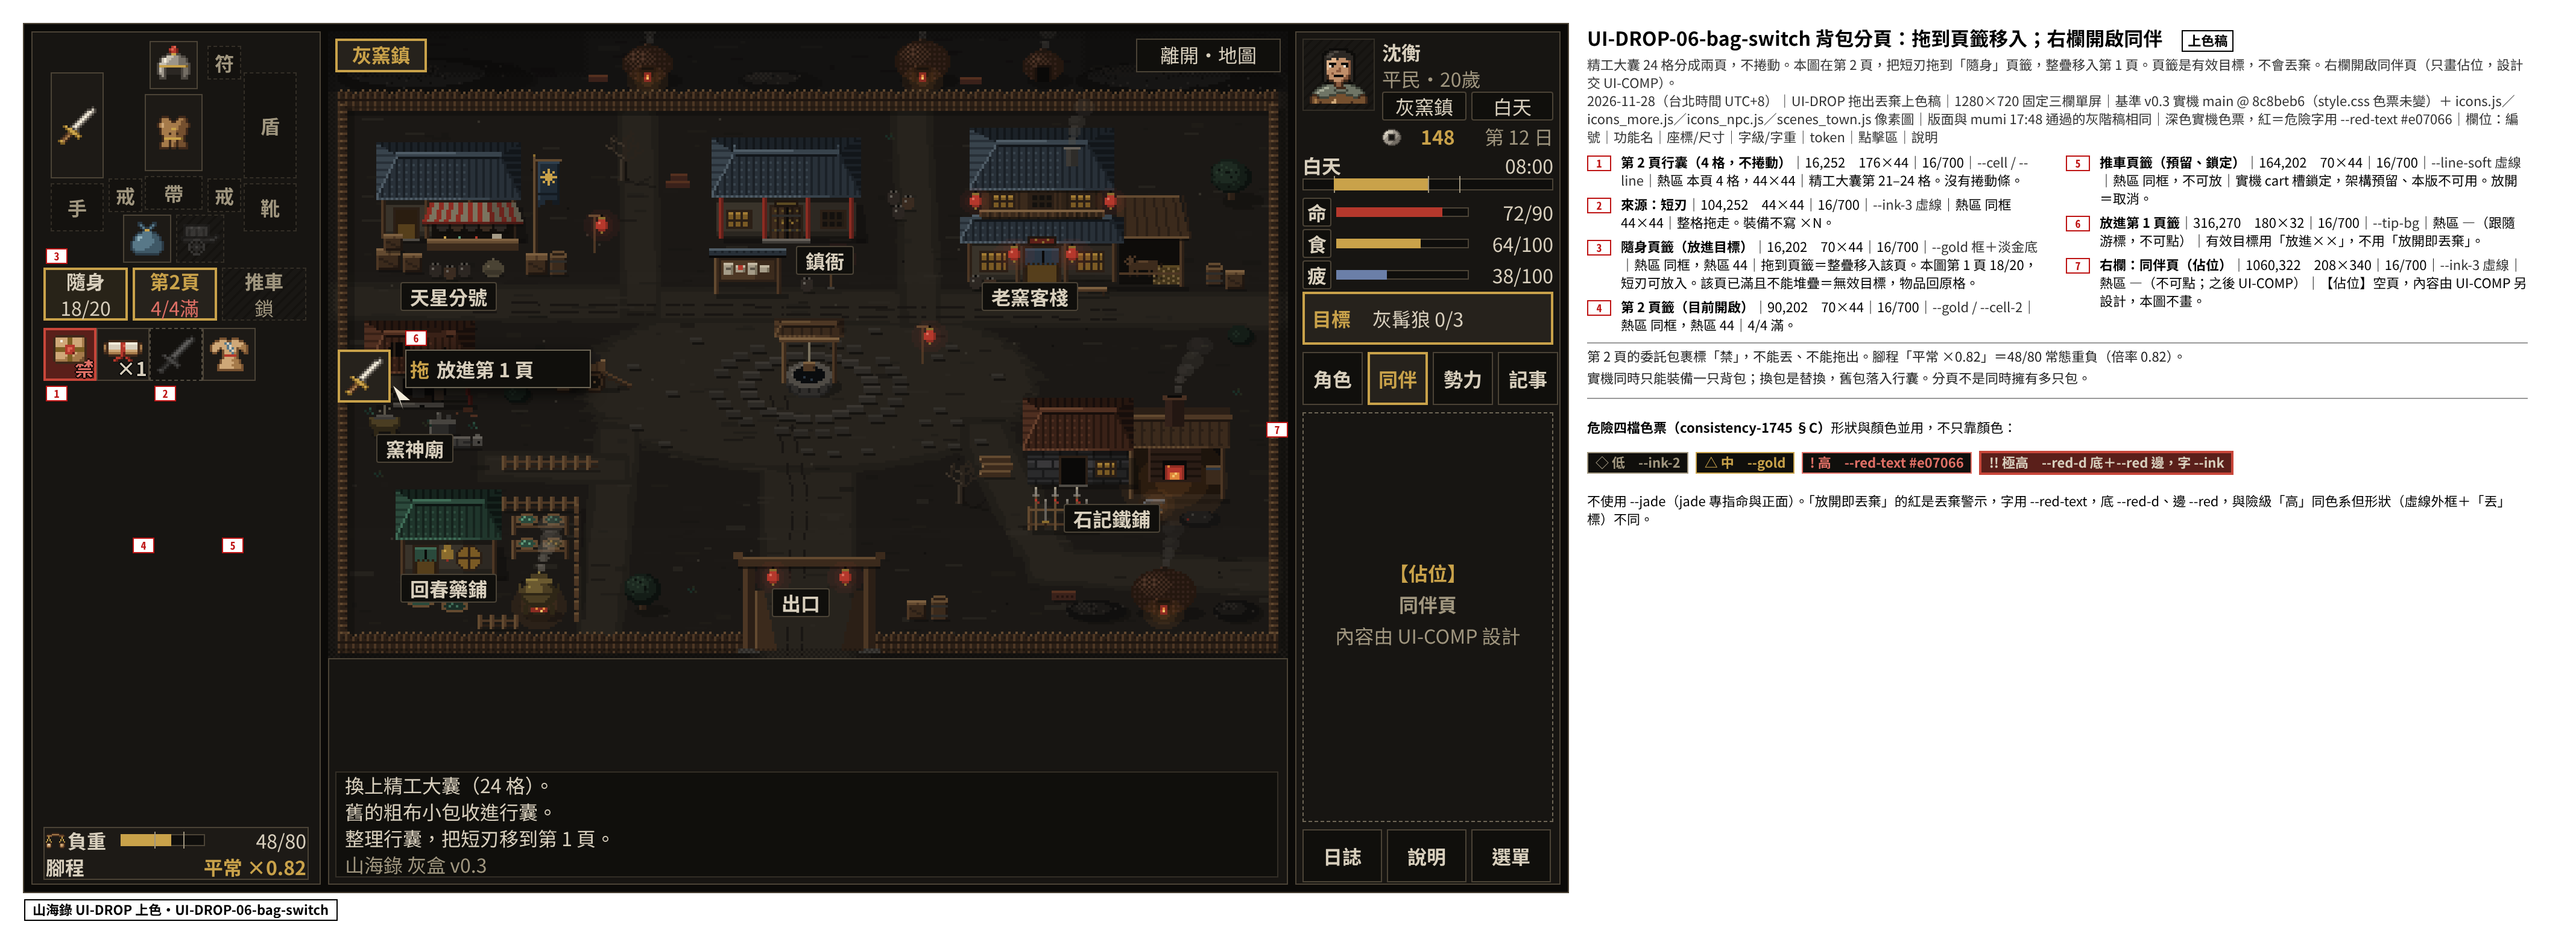 符
盾
手
戒
帶
戒
靴
3
隨身
18/20
第2頁
4/4滿
推車
鎖
禁
×1
1
2
4
5
負重
48/80
腳程
平常 ×0.82
灰窯鎮
離開・地圖
天星分號
鎮衙
老窯客棧
6
拖 放進第 1 頁
窯神廟
7
石記鐵鋪
回春藥鋪
出口
換上精工大囊（24 格）。
舊的粗布小包收進行囊。
整理行囊，把短刃移到第 1 頁。
山海錄 灰盒 v0.3
沈衡
平民・20歲
灰窯鎮
白天
148
第 12 日
白天
08:00
命
72/90
食
64/100
疲
38/100
目標 灰髯狼 0/3
角色
同伴
勢力
記事
【佔位】
同伴頁
內容由 UI-COMP 設計
日誌
說明
選單
山海錄 UI-DROP 上色・UI-DROP-06-bag-switch
UI-DROP-06-bag-switch 背包分頁：拖到頁籤移入；右欄開啟同伴 上色稿
精工大囊 24 格分成兩頁，不捲動。本圖在第 2 頁，把短刃拖到「隨身」頁籤，整疊移入第 1 頁。頁籤是有效目標，不會丟棄。右欄開啟同伴頁（只畫佔位，設計
交 UI-COMP）。
2026-11-28（台北時間 UTC+8）｜UI-DROP 拖出丟棄上色稿｜1280×720 固定三欄單屏｜基準 v0.3 實機 main @ 8c8beb6（style.css 色票未變）＋ icons.js／
icons_more.js／icons_npc.js／scenes_town.js 像素圖｜版面與 mumi 17:48 通過的灰階稿相同｜深色實機色票，紅＝危險字用 --red-text #e07066｜欄位：編
號｜功能名｜座標/尺寸｜字級/字重｜token｜點擊區｜說明
1 第 2 頁行囊（4 格，不捲動）｜16,252 176×44｜16/700｜--cell / --
line｜熱區 本頁 4 格，44×44｜精工大囊第 21–24 格。沒有捲動條。
2 來源：短刃｜104,252 44×44｜16/700｜--ink-3 虛線｜熱區 同框
44×44｜整格拖走。裝備不寫 ×N。
3 隨身頁籤（放進目標）｜16,202 70×44｜16/700｜--gold 框＋淡金底
｜熱區 同框，熱區 44｜拖到頁籤＝整疊移入該頁。本圖第 1 頁 18/20，
短刃可放入。該頁已滿且不能堆疊＝無效目標，物品回原格。
4 第 2 頁籤（目前開啟）｜90,202 70×44｜16/700｜--gold / --cell-2｜
熱區 同框，熱區 44｜4/4 滿。
5 推車頁籤（預留、鎖定）｜164,202 70×44｜16/700｜--line-soft 虛線
｜熱區 同框，不可放｜實機 cart 槽鎖定，架構預留、本版不可用。放開
＝取消。
6 放進第 1 頁籤｜316,270 180×32｜16/700｜--tip-bg｜熱區 —（跟隨
游標，不可點）｜有效目標用「放進××」，不用「放開即丟棄」。
7 右欄：同伴頁（佔位）｜1060,322 208×340｜16/700｜--ink-3 虛線｜
熱區 —（不可點；之後 UI-COMP）｜【佔位】空頁，內容由 UI-COMP 另
設計，本圖不畫。
第 2 頁的委託包裹標「禁」，不能丟、不能拖出。腳程「平常 ×0.82」＝48/80 常態重負（倍率 0.82）。
實機同時只能裝備一只背包；換包是替換，舊包落入行囊。分頁不是同時擁有多只包。
危險四檔色票（consistency-1745 §C）形狀與顏色並用，不只靠顏色：
◇ 低 --ink-2
△ 中 --gold
! 高 --red-text #e07066
!! 極高 --red-d 底＋--red 邊，字 --ink
不使用 --jade（jade 專指命與正面）。「放開即丟棄」的紅是丟棄警示，字用 --red-text，底 --red-d、邊 --red，與險級「高」同色系但形狀（虛線外框＋「丟」
標）不同。